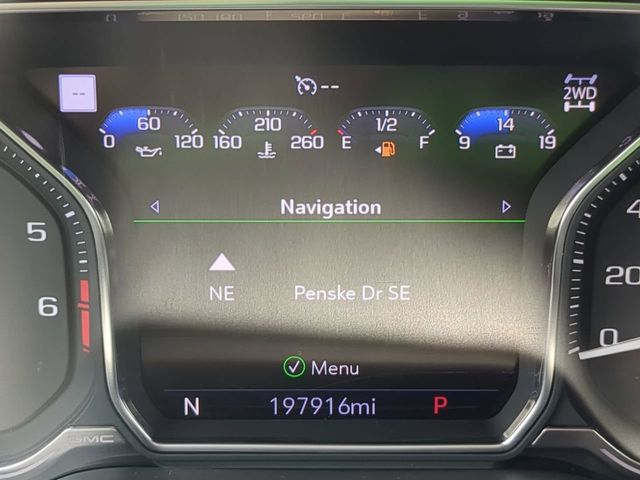 -- -- 2WD
60 210 1/2 14
0 120 160 260 E F 9 19
Navigation
5
6
4
20
0
NE Penske Dr SE
Menu
N 197916mi P
GMC